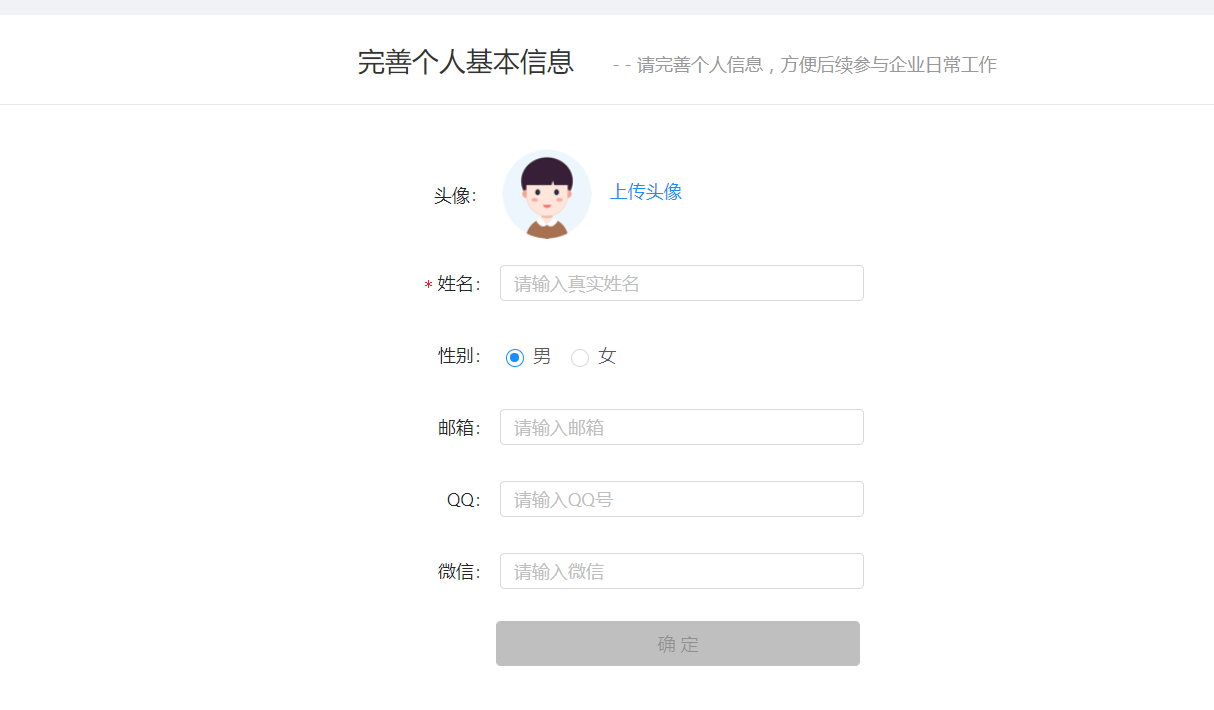 完善个人基本信息 - - 请完善个人信息，方便后续参与企业日常工作
头像： 上传头像
* 姓名： 请输入真实姓名
性别： 男 女
邮箱： 请输入邮箱
QQ： 请输入QQ号
微信： 请输入微信
确 定